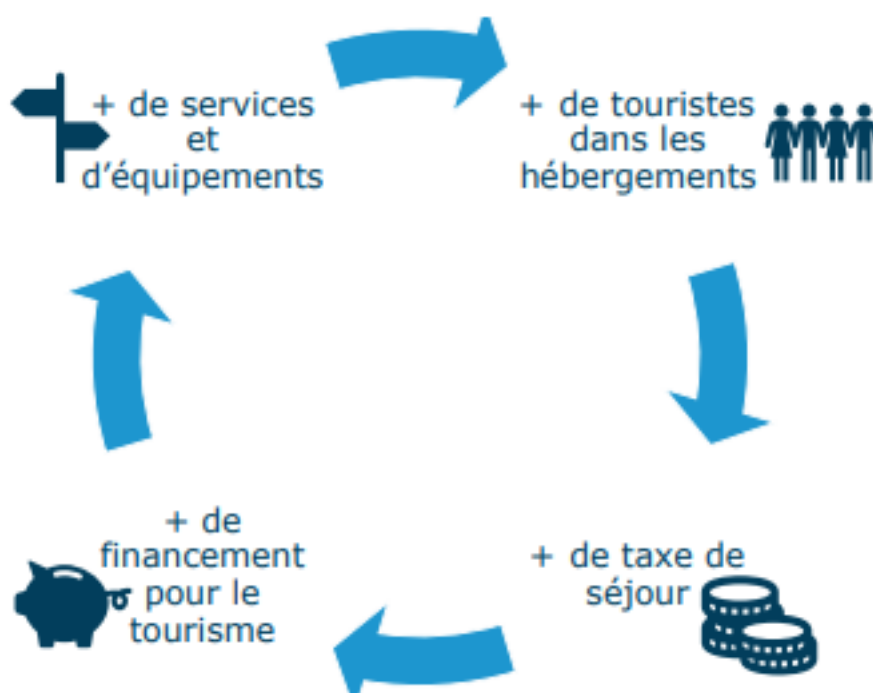 + de services
et
d'équipements
+ de touristes
dans les
hébergements
+ de taxe de
séjour
+ de
financement
pour le
tourisme